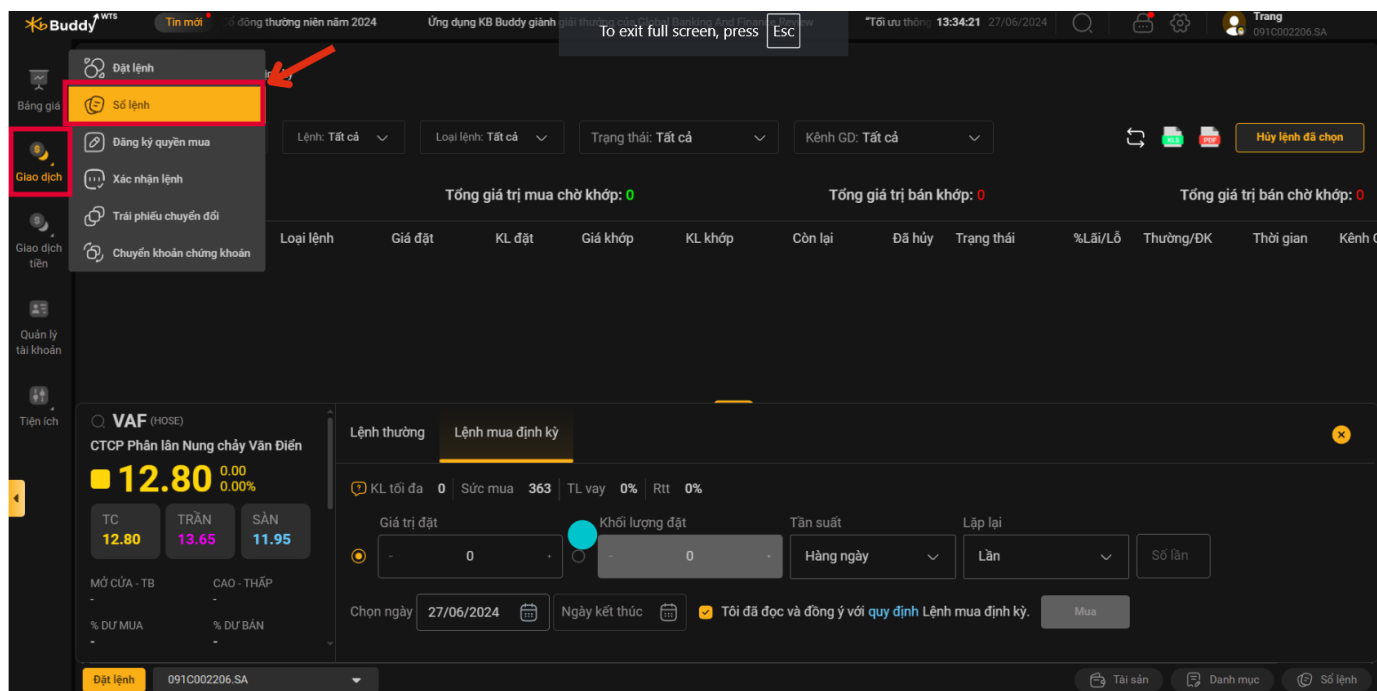 Buddy WTS
Tin mới
ổ đông thường niên năm 2024
Ứng dụng KB Buddy giành giải thưởng của Global Banking And Finance Review
"Tối ưu thông
13:34:21 27/06/2024
Trang
091C002206.SA
To exit full screen, press Esc
Bảng giá
Giao dịch
Giao dịch
tiền
Quản lý
tài khoản
Tiện ích
Đặt lệnh
Sổ lệnh
Đăng ký quyền mua
Xác nhận lệnh
Trái phiếu chuyển đổi
Chuyển khoản chứng khoán
Lệnh: Tất cả
Loại lệnh: Tất cả
Trạng thái: Tất cả
Kênh GD: Tất cả
XLS
PDF
Hủy lệnh đã chọn
Tổng giá trị mua chờ khớp: 0
Tổng giá trị bán khớp: 0
Tổng giá trị bán chờ khớp: 0
Loại lệnh
Giá đặt
KL đặt
Giá khớp
KL khớp
Còn lại
Đã hủy
Trạng thái
%Lãi/Lỗ
Thường/ĐK
Thời gian
Kênh
VAF (HOSE)
CTCP Phân lân Nung chảy Văn Điển
12.80
0.00
0.00%
TC
12.80
TRẦN
13.65
SÀN
11.95
MỞ CỬA - TB
-
CAO - THẤP
-
% DƯ MUA
-
% DƯ BÁN
-
Lệnh thường
Lệnh mua định kỳ
KL tối đa 0
Sức mua 363
TL vay 0%
Rtt 0%
Giá trị đặt
0
Khối lượng đặt
0
Tần suất
Hàng ngày
Lặp lại
Lần
Số lần
Chọn ngày 27/06/2024
Ngày kết thúc
Tôi đã đọc và đồng ý với quy định Lệnh mua định kỳ.
Mua
Đặt lệnh
091C002206.SA
Tài sản
Danh mục
Sổ lệnh